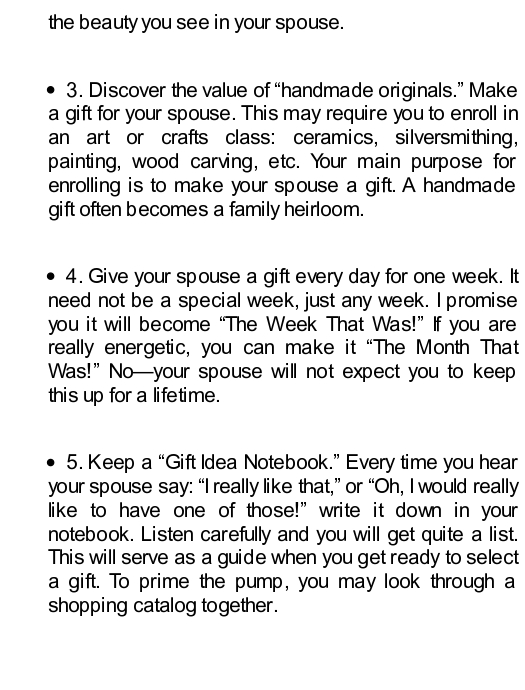 the beauty you see in your spouse.
• 3. Discover the value of “handmade originals.” Make
a gift for your spouse. This may require you to enroll in
an art or crafts class: ceramics, silversmithing,
painting, wood carving, etc. Your main purpose for
enrolling is to make your spouse a gift. A handmade
gift often becomes a family heirloom.
• 4. Give your spouse a gift every day for one week. It
need not be a special week, just any week. I promise
you it will become “The Week That Was!” If you are
really energetic, you can make it “The Month That
Was!” No—your spouse will not expect you to keep
this up for a lifetime.
• 5. Keep a “Gift Idea Notebook.” Every time you hear
your spouse say: “I really like that,” or “Oh, I would really
like to have one of those!” write it down in your
notebook. Listen carefully and you will get quite a list.
This will serve as a guide when you get ready to select
a gift. To prime the pump, you may look through a
shopping catalog together.